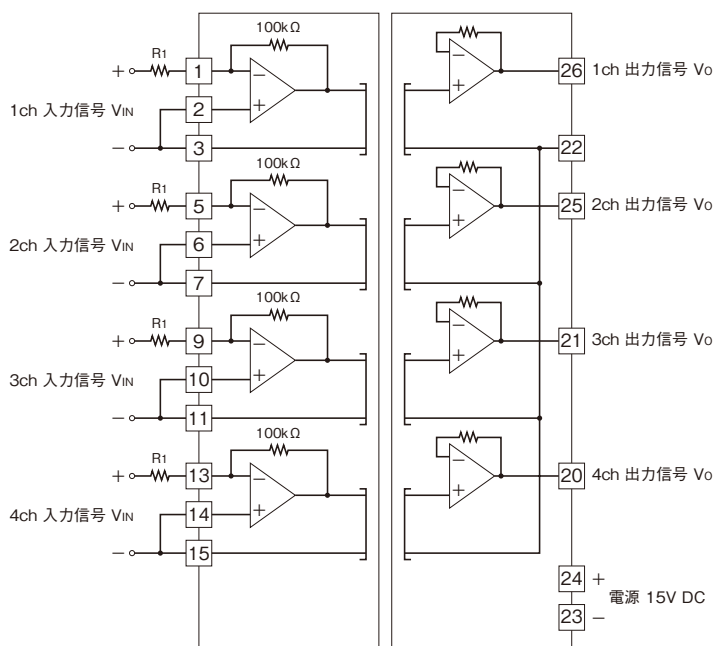 100kΩ
R1
+ 1 − 26 1ch 出力信号 Vo
1ch 入力信号 VIN 2 + +
− 3 22
100kΩ
R1
+ 5 − 25 2ch 出力信号 Vo
2ch 入力信号 VIN 6 + +
− 7
100kΩ
R1
+ 9 − 21 3ch 出力信号 Vo
3ch 入力信号 VIN 10 + +
− 11
100kΩ
R1
+ 13 − 20 4ch 出力信号 Vo
4ch 入力信号 VIN 14 + +
− 15
24 +
電源 15V DC
23 −